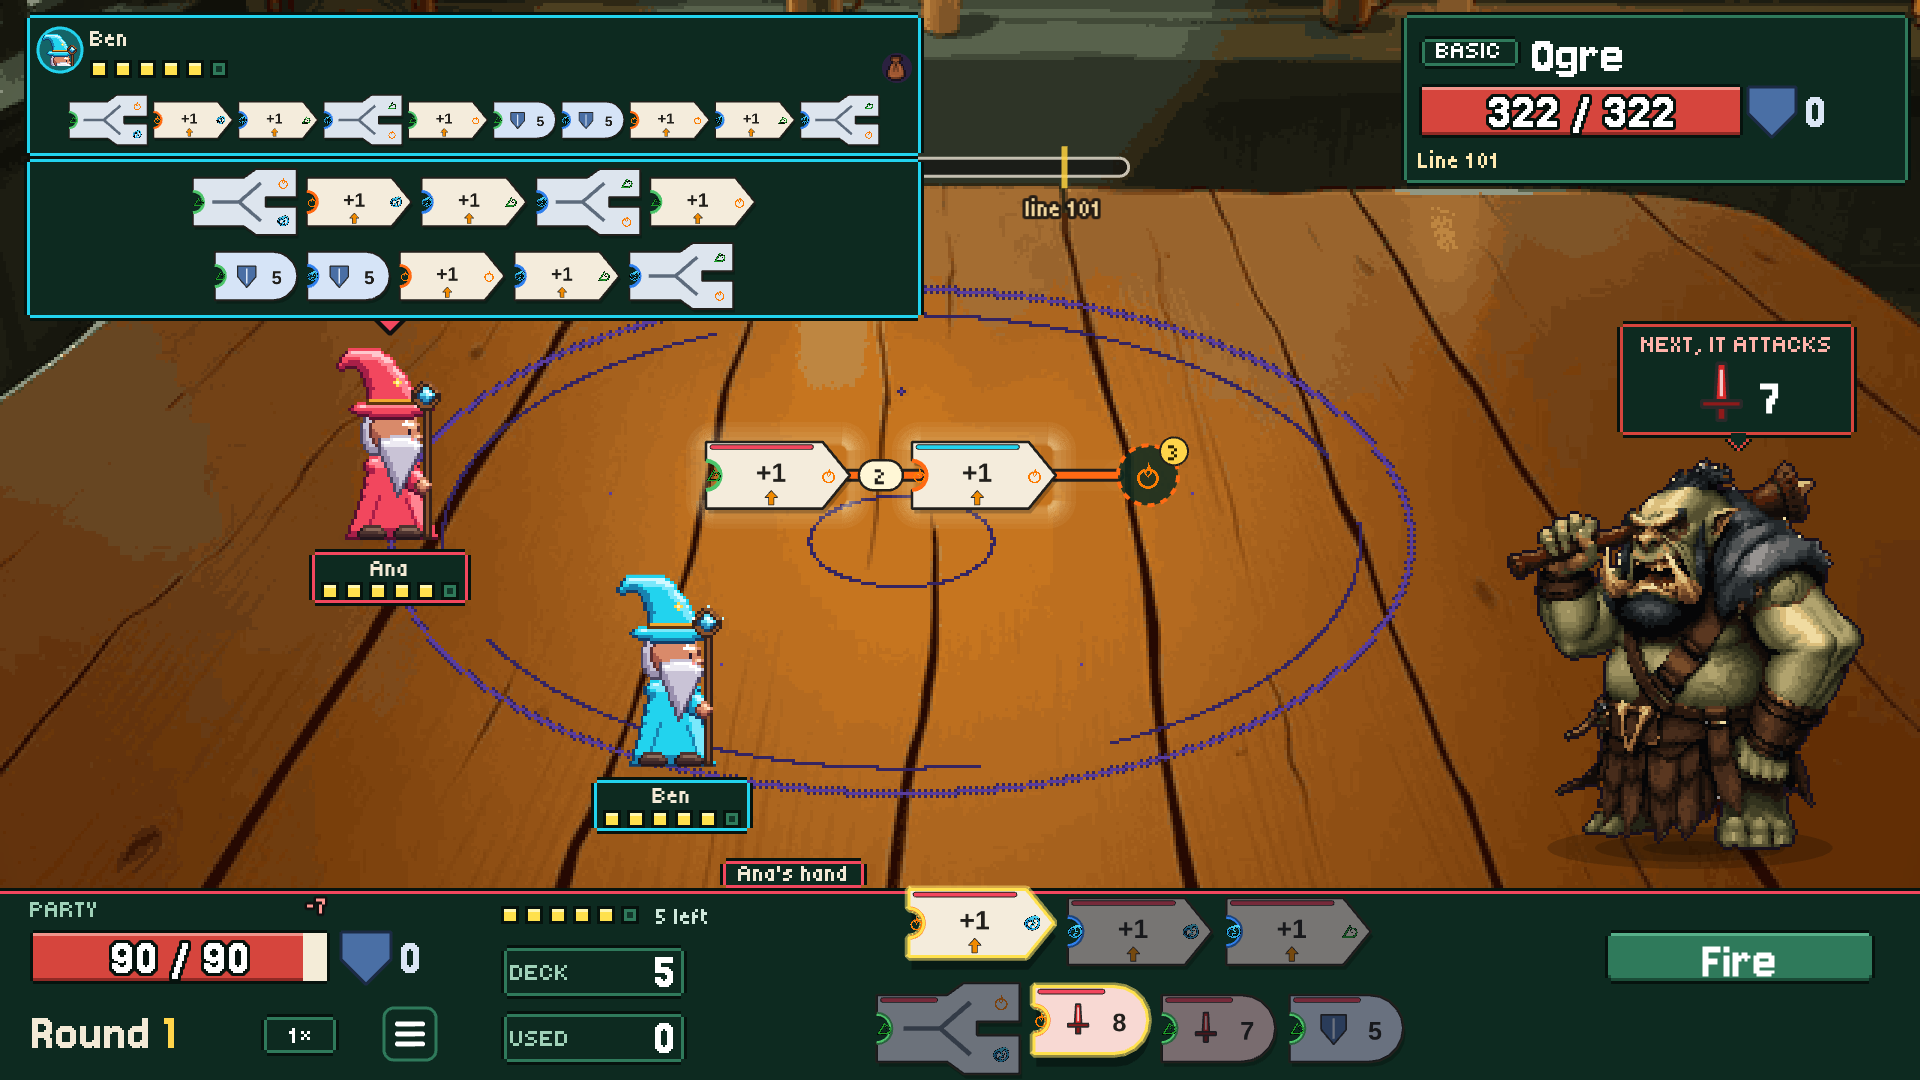 Ben
+1 +1 +1 5 5 +1 +1
+1 +1 +1
5 5 +1 +1
BASIC Ogre
322 / 322 0
Line 101
line 101
NEXT, IT ATTACKS
7
+1 2 +1 3
Ana
Ben
Ana's hand
PARTY -7
90 / 90 0
Round 1 1×
5 left
DECK 5
USED 0
+1 +1 +1
8 7 5
Fire